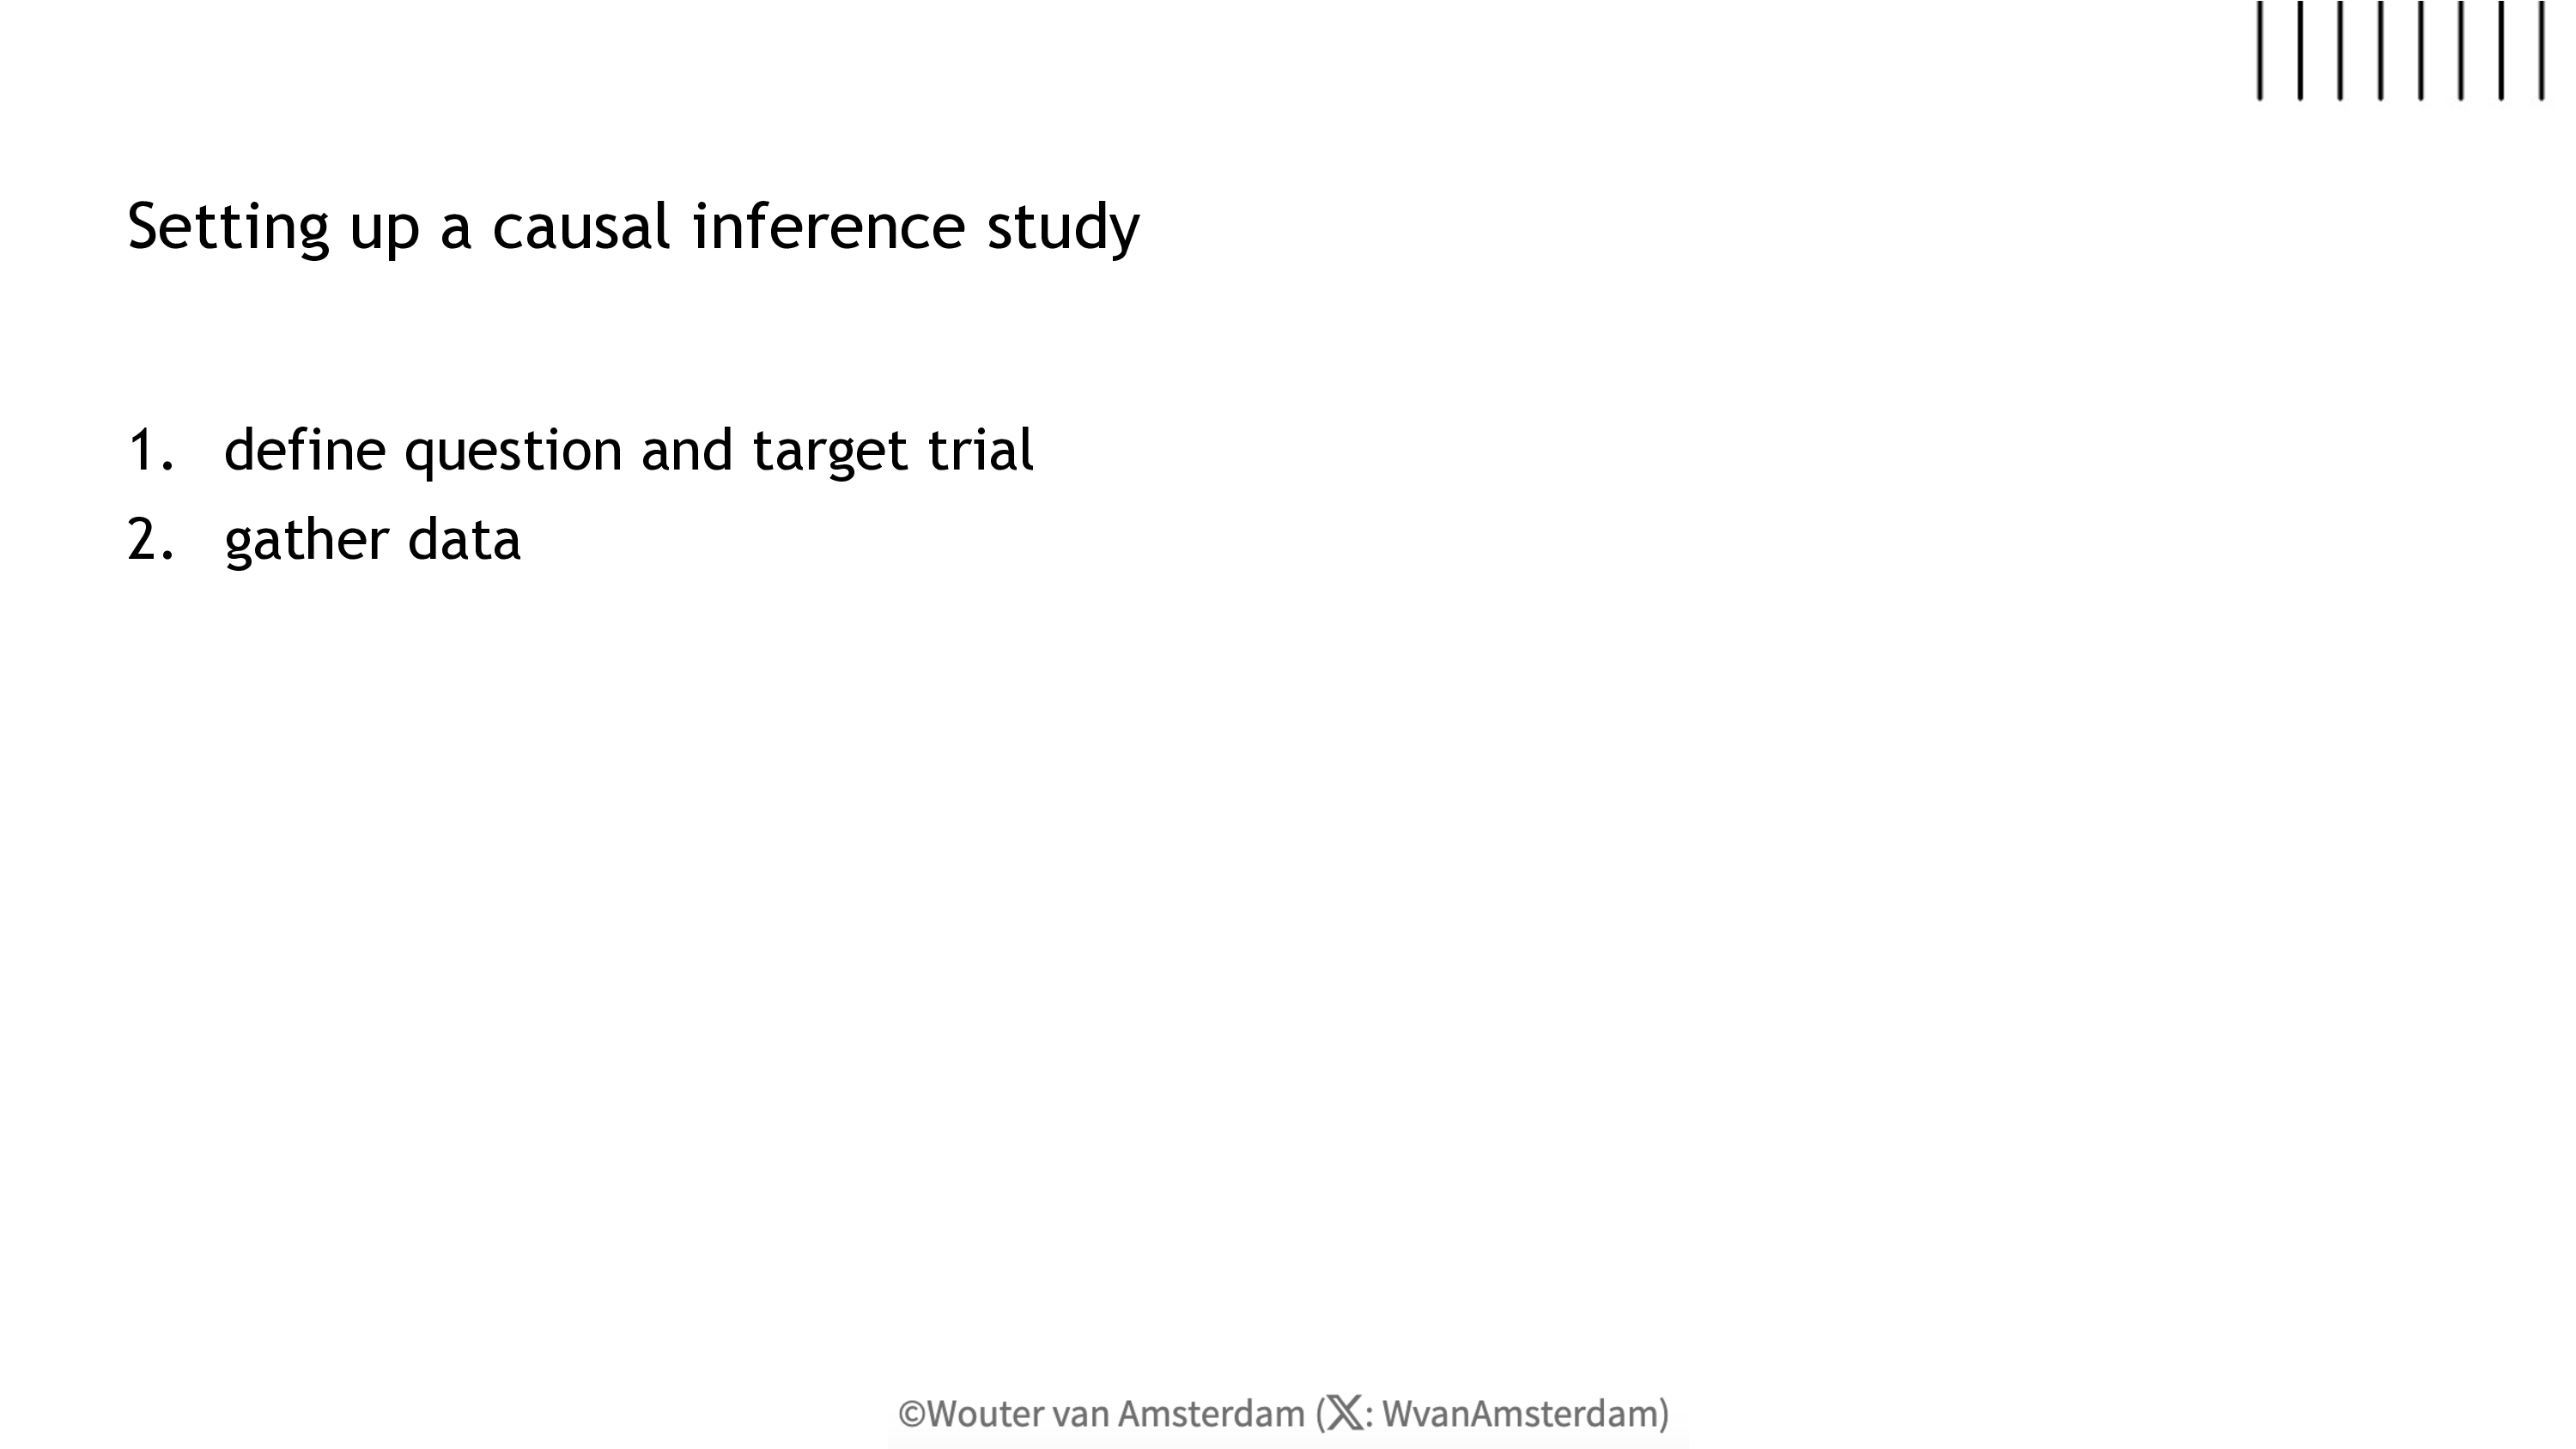 Setting up a causal inference study
1. define question and target trial
2. gather data
©Wouter van Amsterdam (𝕏: WvanAmsterdam)